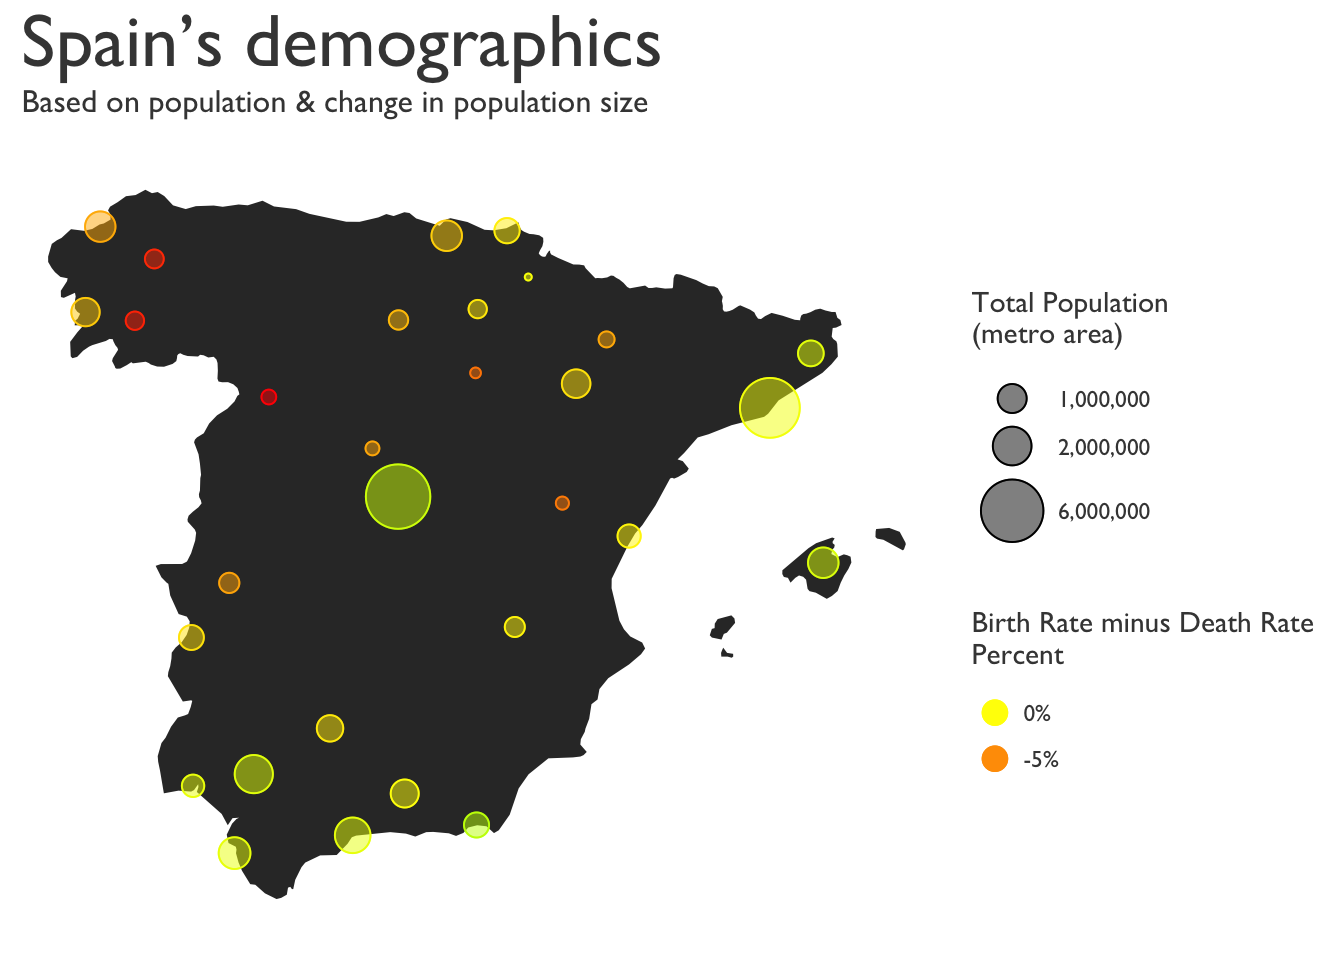 Spain’s demographics
Based on population & change in population size
Total Population
(metro area)
1,000,000
2,000,000
6,000,000
Birth Rate minus Death Rate
Percent
0%
-5%